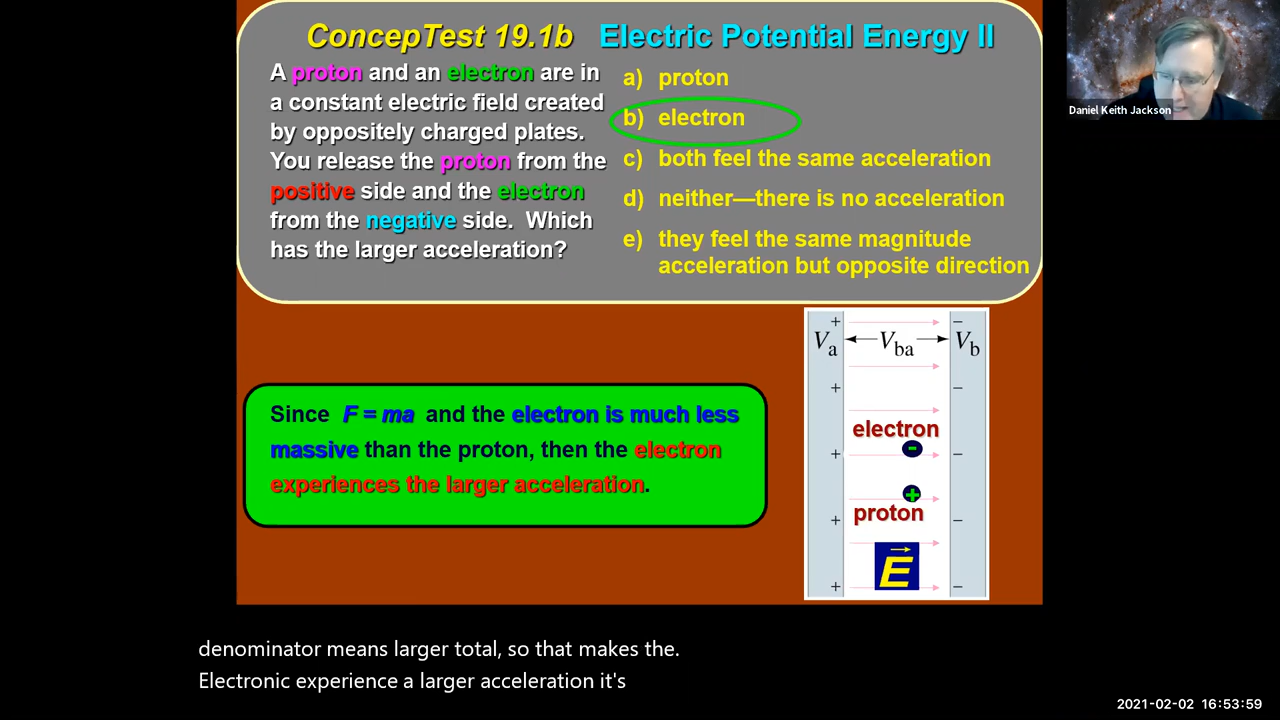 ConcepTest 19.1b Electric Potential Energy II
A proton and an electron are in
a constant electric field created
by oppositely charged plates.
You release the proton from the
positive side and the electron
from the negative side. Which
has the larger acceleration?
a) proton
b) electron
c) both feel the same acceleration
d) neither—there is no acceleration
e) they feel the same magnitude
acceleration but opposite direction
Daniel Keith Jackson
Since F = ma and the electron is much less
massive than the proton, then the electron
experiences the larger acceleration.
+ −
Va Vba Vb
+ −
electron
-
+ −
+
proton
+ −
E
+ −
denominator means larger total, so that makes the.
Electronic experience a larger acceleration it's
2021-02-02 16:53:59